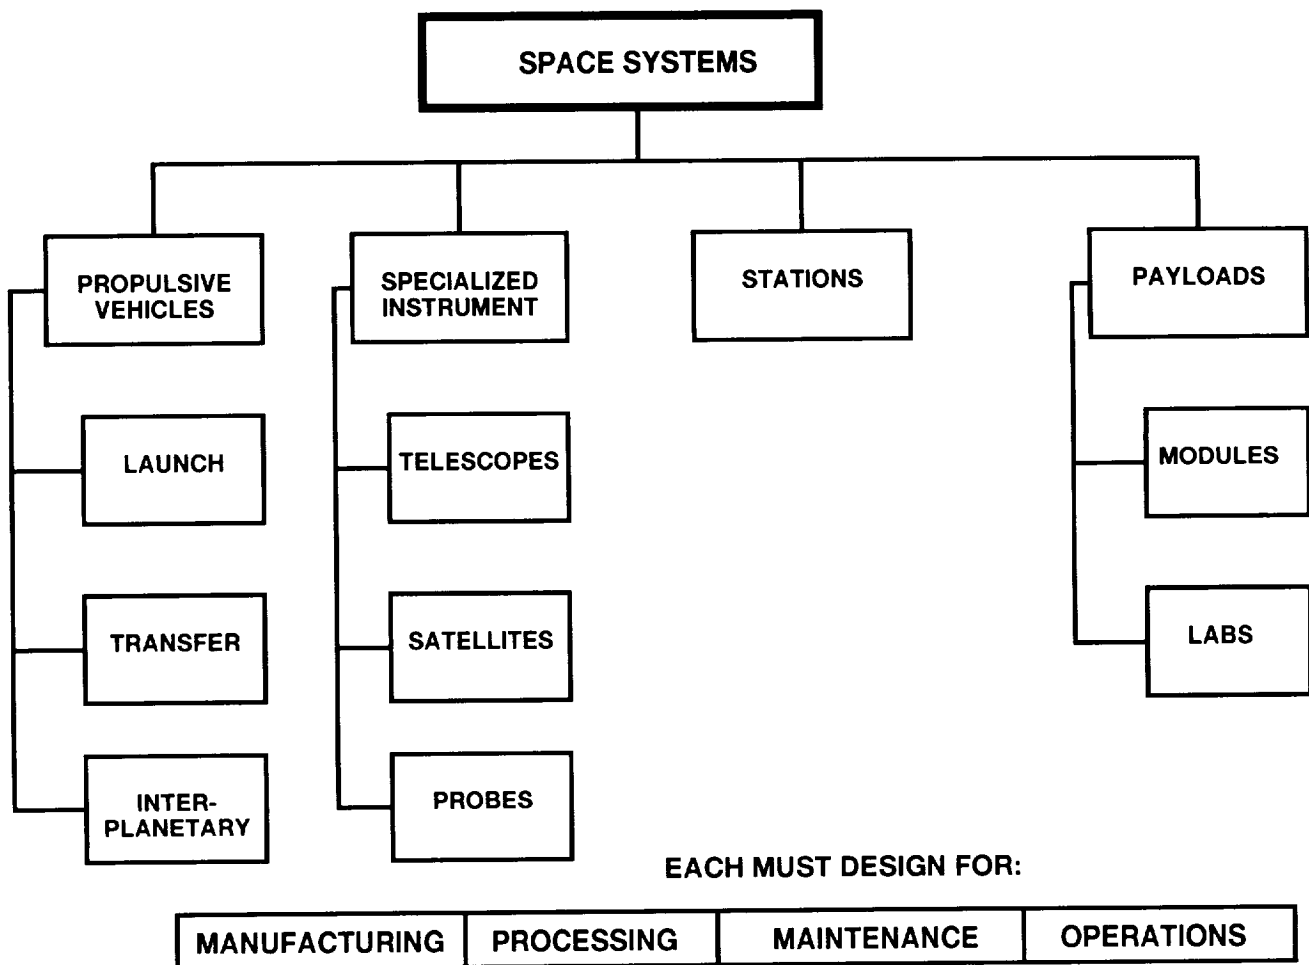 SPACE SYSTEMS
PROPULSIVE
VEHICLES
SPECIALIZED
INSTRUMENT
STATIONS
PAYLOADS
LAUNCH
TELESCOPES
MODULES
TRANSFER
SATELLITES
LABS
INTER-
PLANETARY
PROBES
EACH MUST DESIGN FOR:
MANUFACTURING PROCESSING MAINTENANCE OPERATIONS